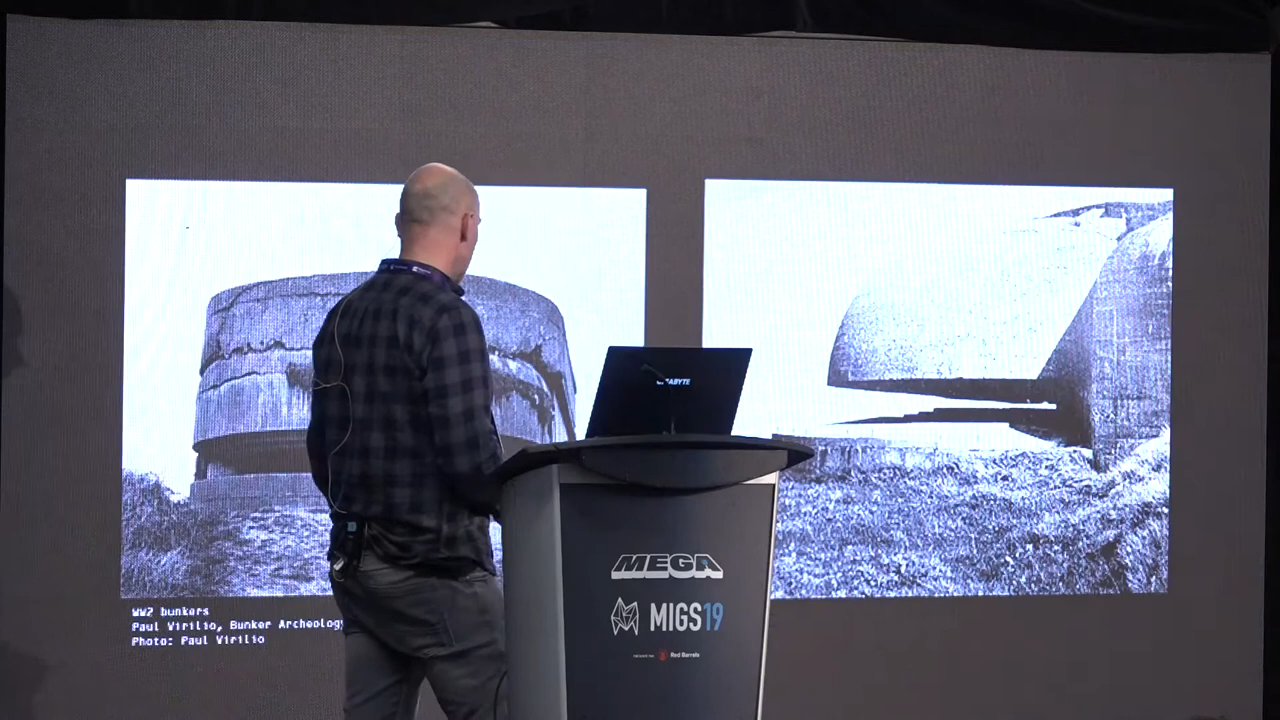 WW2 bunkers
Paul Virilio, Bunker Archeology
Photo: Paul Virilio
MEGA
MIGS19
Red Barrels